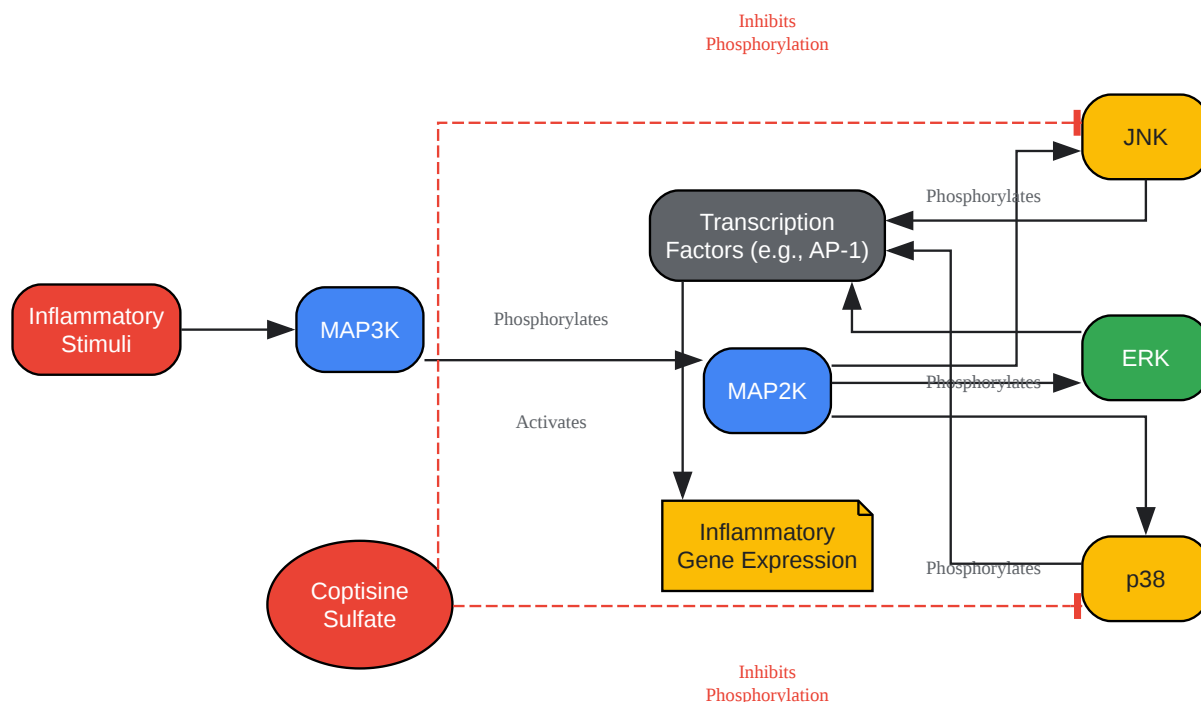 Inhibits
Phosphorylation
JNK
Phosphorylates
Transcription
Factors (e.g., AP-1)
Inflammatory
Stimuli
MAP3K
Phosphorylates
ERK
MAP2K
Phosphorylates
Activates
Inflammatory
Gene Expression
Phosphorylates
p38
Coptisine
Sulfate
Inhibits
Phosphorylation